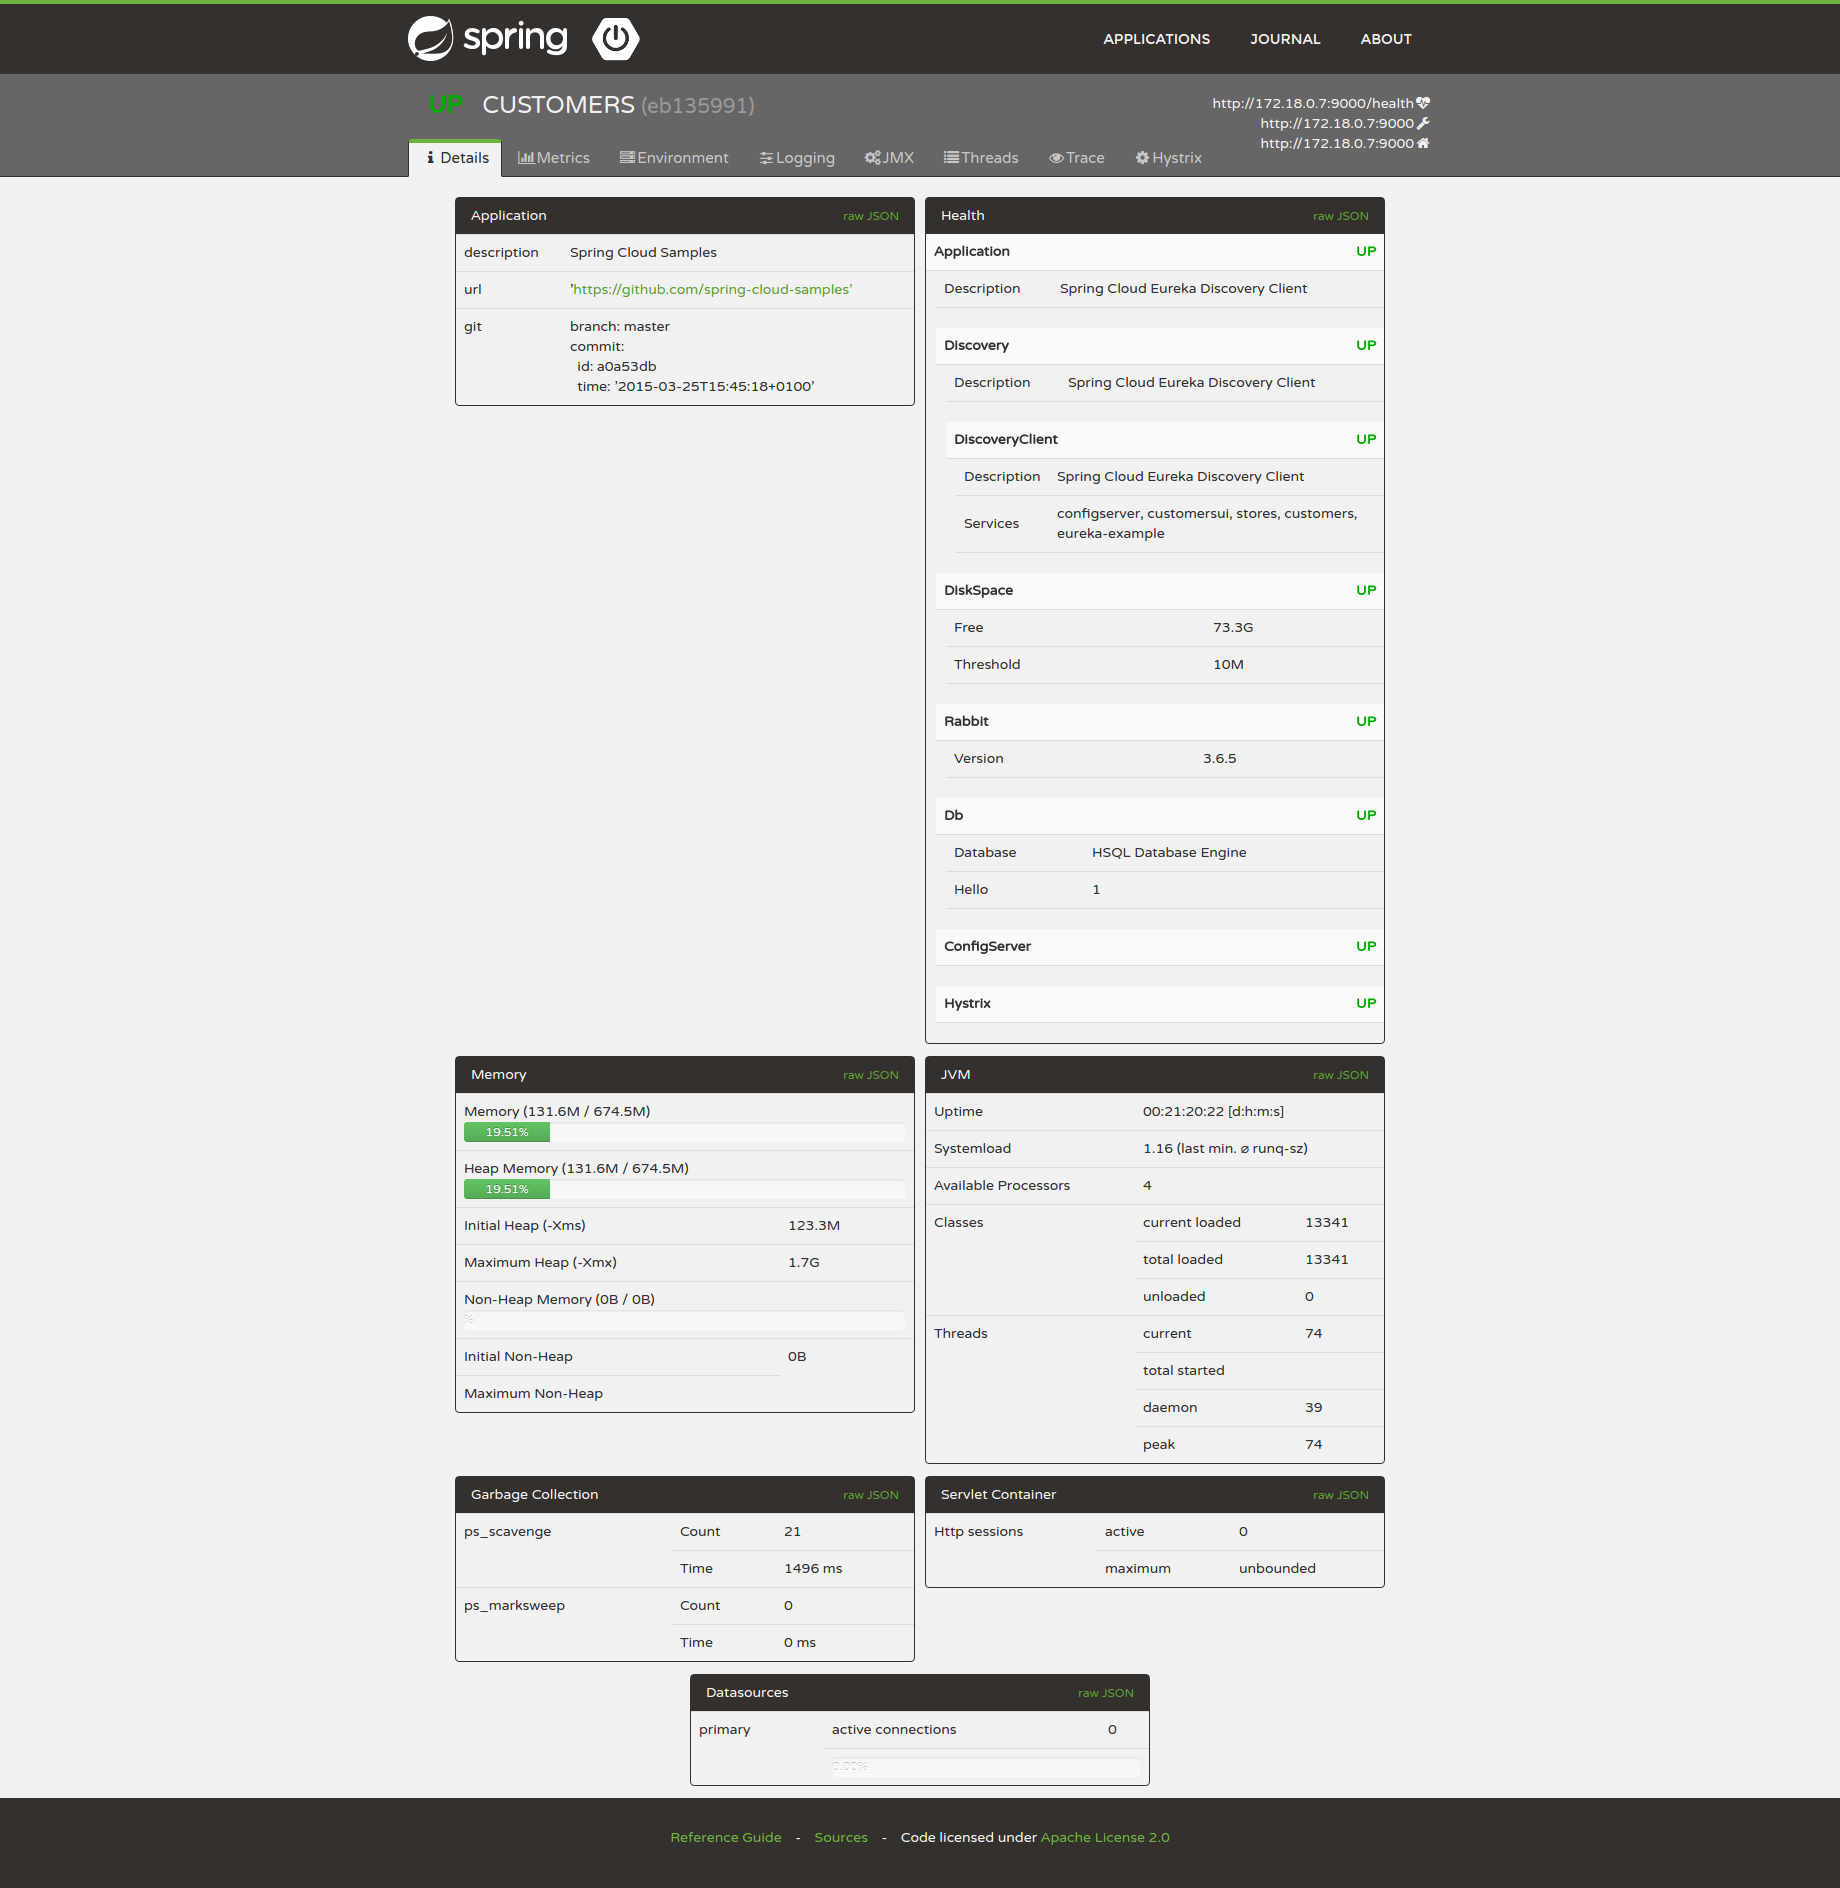 spring
APPLICATIONS JOURNAL ABOUT
UP CUSTOMERS (eb135991)
http://172.18.0.7:9000/health
http://172.18.0.7:9000
http://172.18.0.7:9000
Details Metrics Environment Logging JMX Threads Trace Hystrix
Application raw JSON
description Spring Cloud Samples
url 'https://github.com/spring-cloud-samples'
git branch: master
commit:
id: a0a53db
time: '2015-03-25T15:45:18+0100'
Health raw JSON
Application UP
Description Spring Cloud Eureka Discovery Client
Discovery UP
Description Spring Cloud Eureka Discovery Client
DiscoveryClient UP
Description Spring Cloud Eureka Discovery Client
Services configserver, customersui, stores, customers,
eureka-example
DiskSpace UP
Free 73.3G
Threshold 10M
Rabbit UP
Version 3.6.5
Db UP
Database HSQL Database Engine
Hello 1
ConfigServer UP
Hystrix UP
Memory raw JSON
Memory (131.6M / 674.5M)
19.51%
Heap Memory (131.6M / 674.5M)
19.51%
Initial Heap (-Xms) 123.3M
Maximum Heap (-Xmx) 1.7G
Non-Heap Memory (0B / 0B)
%
Initial Non-Heap 0B
Maximum Non-Heap
JVM raw JSON
Uptime 00:21:20:22 [d:h:m:s]
Systemload 1.16 (last min. ⌀ runq-sz)
Available Processors 4
Classes current loaded 13341
total loaded 13341
unloaded 0
Threads current 74
total started
daemon 39
peak 74
Garbage Collection raw JSON
ps_scavenge Count 21
Time 1496 ms
ps_marksweep Count 0
Time 0 ms
Servlet Container raw JSON
Http sessions active 0
maximum unbounded
Datasources raw JSON
primary active connections 0
0.00%
Reference Guide - Sources - Code licensed under Apache License 2.0